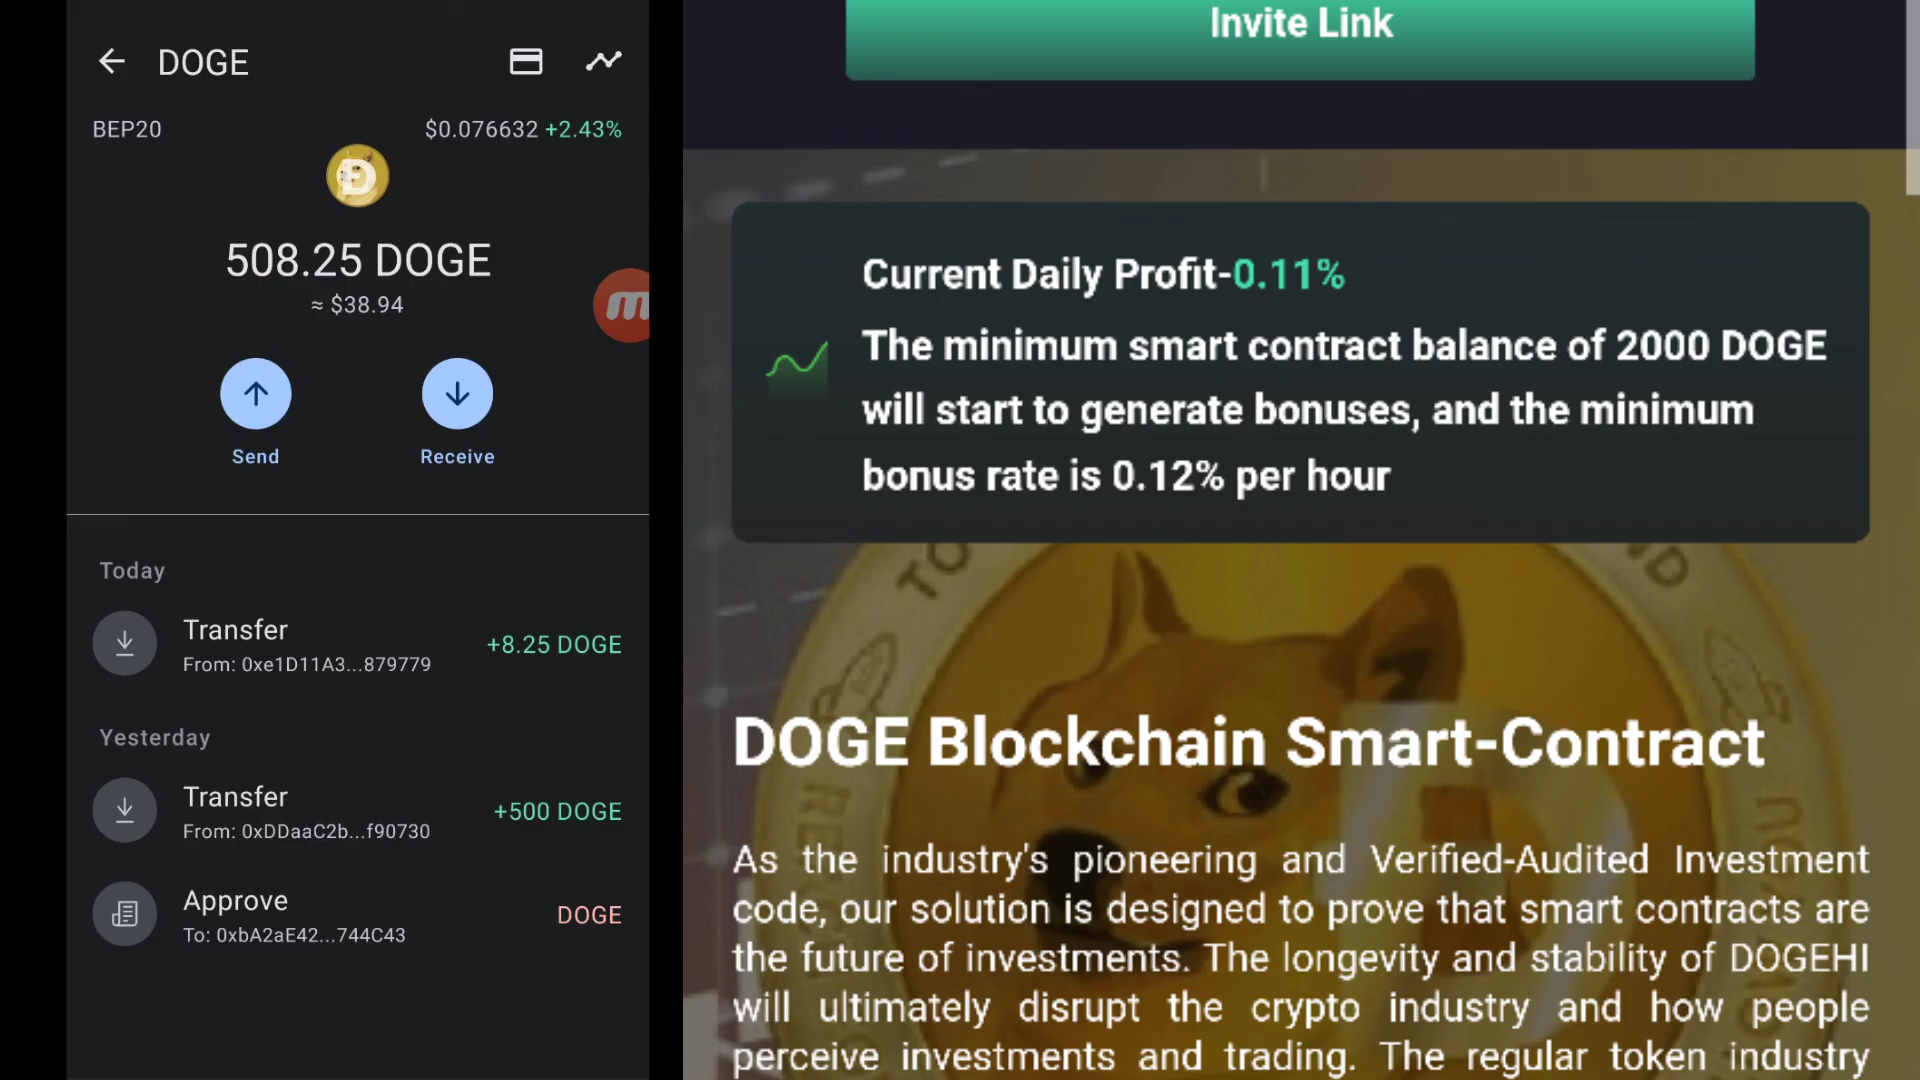 DOGE
BEP20
$0.076632 +2.43%
508.25 DOGE
≈ $38.94
Send
Receive
Today
Transfer
+8.25 DOGE
From: 0xe1D11A3...879779
Yesterday
Transfer
+500 DOGE
From: 0xDDaaC2b...f90730
Approve
DOGE
To: 0xbA2aE42...744C43
Invite Link
Current Daily Profit-0.11%
The minimum smart contract balance of 2000 DOGE
will start to generate bonuses, and the minimum
bonus rate is 0.12% per hour
DOGE Blockchain Smart-Contract
As the industry's pioneering and Verified-Audited Investment
code, our solution is designed to prove that smart contracts are
the future of investments. The longevity and stability of DOGEHI
will ultimately disrupt the crypto industry and how people
perceive investments and trading. The regular token industry